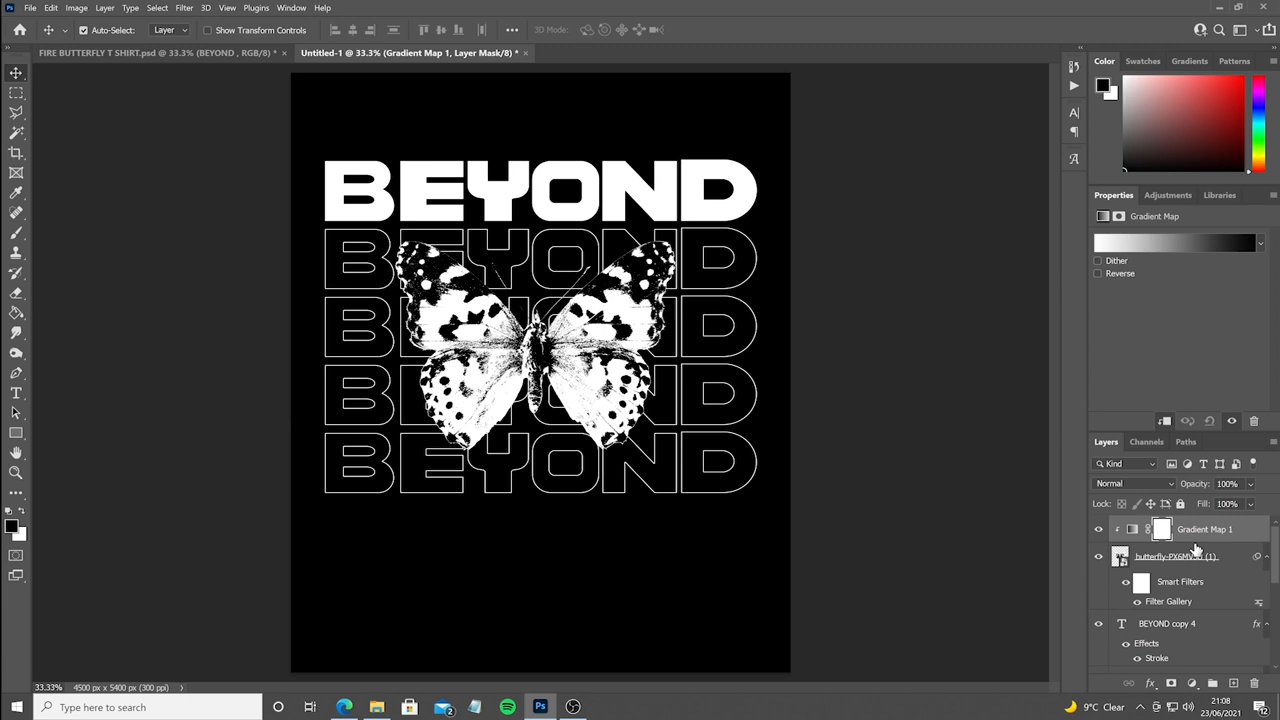 Ps File Edit Image Layer Type Select Filter 3D View Plugins Window Help
Auto-Select: Layer Show Transform Controls 3D Mode:
FIRE BUTTERFLY T SHIRT.psd @ 33.3% (BEYOND , RGB/8) * × Untitled-1 @ 33.3% (Gradient Map 1, Layer Mask/8) * ×
Color Swatches Gradients Patterns
BEYOND
BEYOND
BEYOND
BEYOND
BEYOND
Properties Adjustments Libraries
Gradient Map
Dither
Reverse
Layers Channels Paths
Kind
Normal Opacity: 100%
Lock: Fill: 100%
Gradient Map 1
Smart Filters
Filter Gallery
BEYOND copy 4 fx
Effects
Stroke
33.33% 4500 px x 5400 px (300 ppi)
Type here to search
Ps
9°C Clear
21:08
23/06/2021